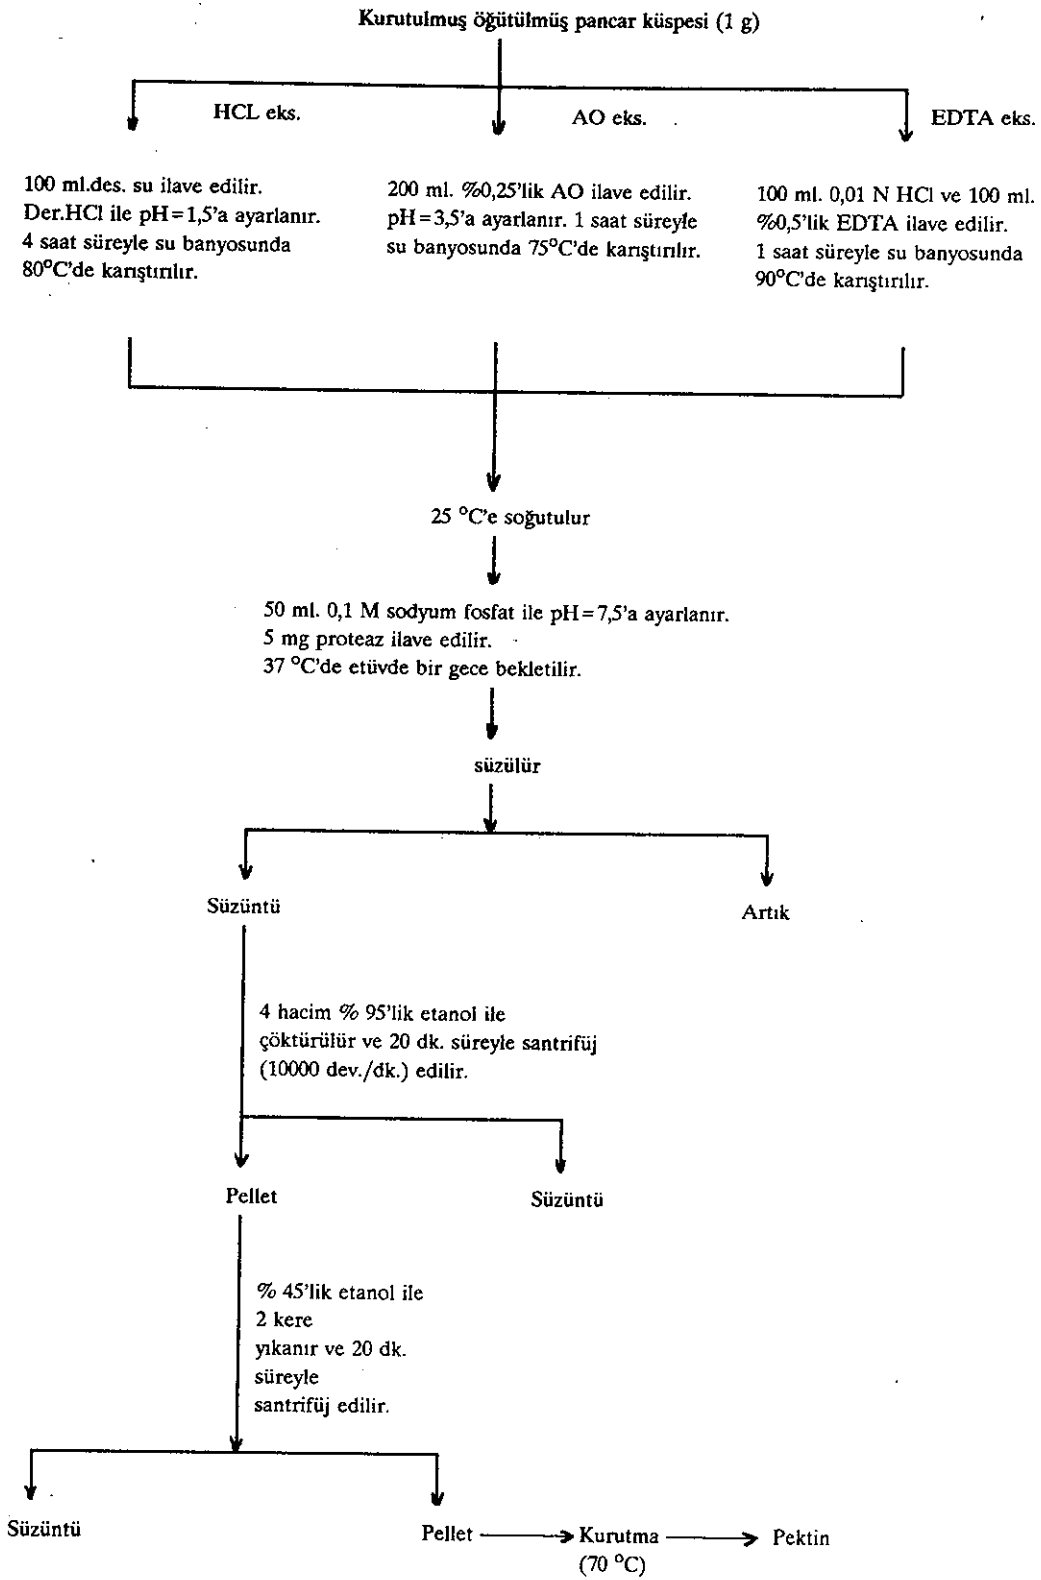 Kurutulmuş öğütülmüş pancar küspesi (1 g)
HCL eks.
AO eks.
EDTA eks.
100 ml.des. su ilave edilir.
Der.HCl ile pH=1,5'a ayarlanır.
4 saat süreyle su banyosunda
80°C'de karıştırılır.
200 ml. %0,25'lik AO ilave edilir.
pH=3,5'a ayarlanır. 1 saat süreyle
su banyosunda 75°C'de karıştırılır.
100 ml. 0,01 N HCl ve 100 ml.
%0,5'lik EDTA ilave edilir.
1 saat süreyle su banyosunda
90°C'de karıştırılır.
25 °C'e soğutulur
50 ml. 0,1 M sodyum fosfat ile pH=7,5'a ayarlanır.
5 mg proteaz ilave edilir.
37 °C'de etüvde bir gece bekletilir.
süzülür
Süzüntü
Artık
4 hacim % 95'lik etanol ile
çöktürülür ve 20 dk. süreyle santrifüj
(10000 dev./dk.) edilir.
Pellet
Süzüntü
% 45'lik etanol ile
2 kere
yıkanır ve 20 dk.
süreyle
santrifüj edilir.
Süzüntü
Pellet
Kurutma
(70 °C)
Pektin